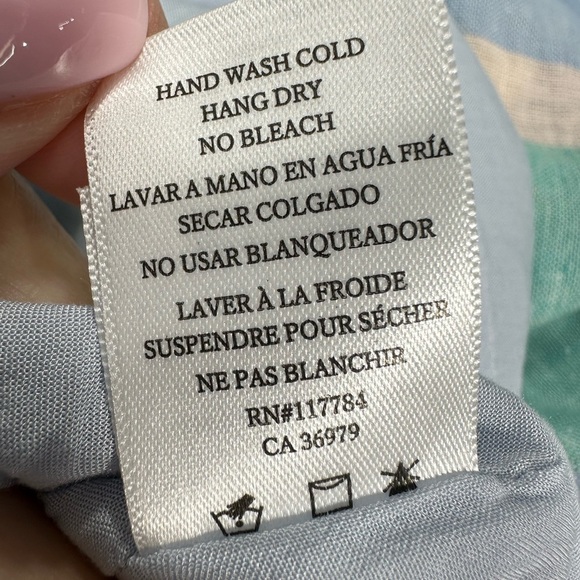 HAND WASH COLD
HANG DRY
NO BLEACH
LAVAR A MANO EN AGUA FRÍA
SECAR COLGADO
NO USAR BLANQUEADOR
LAVER À LA FROIDE
SUSPENDRE POUR SÉCHER
NE PAS BLANCHIR
RN#117784
CA 36979